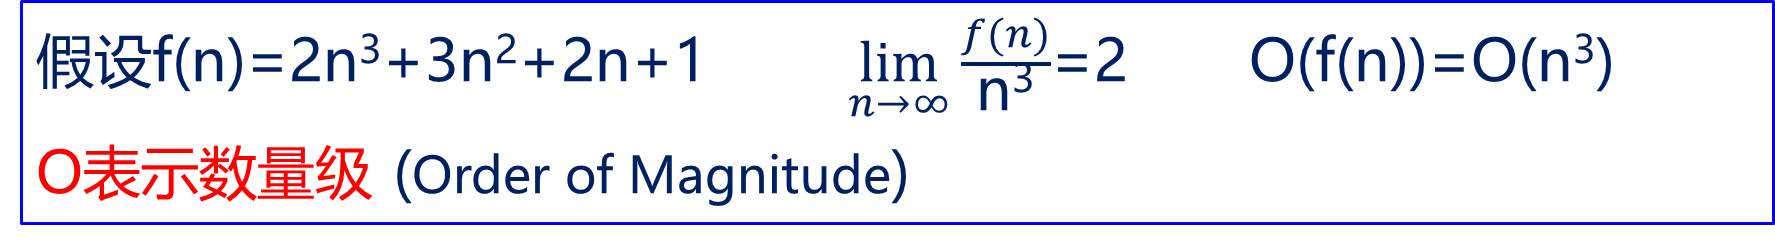 假设f(n)=2n³+3n²+2n+1 lim n→∞ f(n)/n³=2 O(f(n))=O(n³)
O表示数量级 (Order of Magnitude)